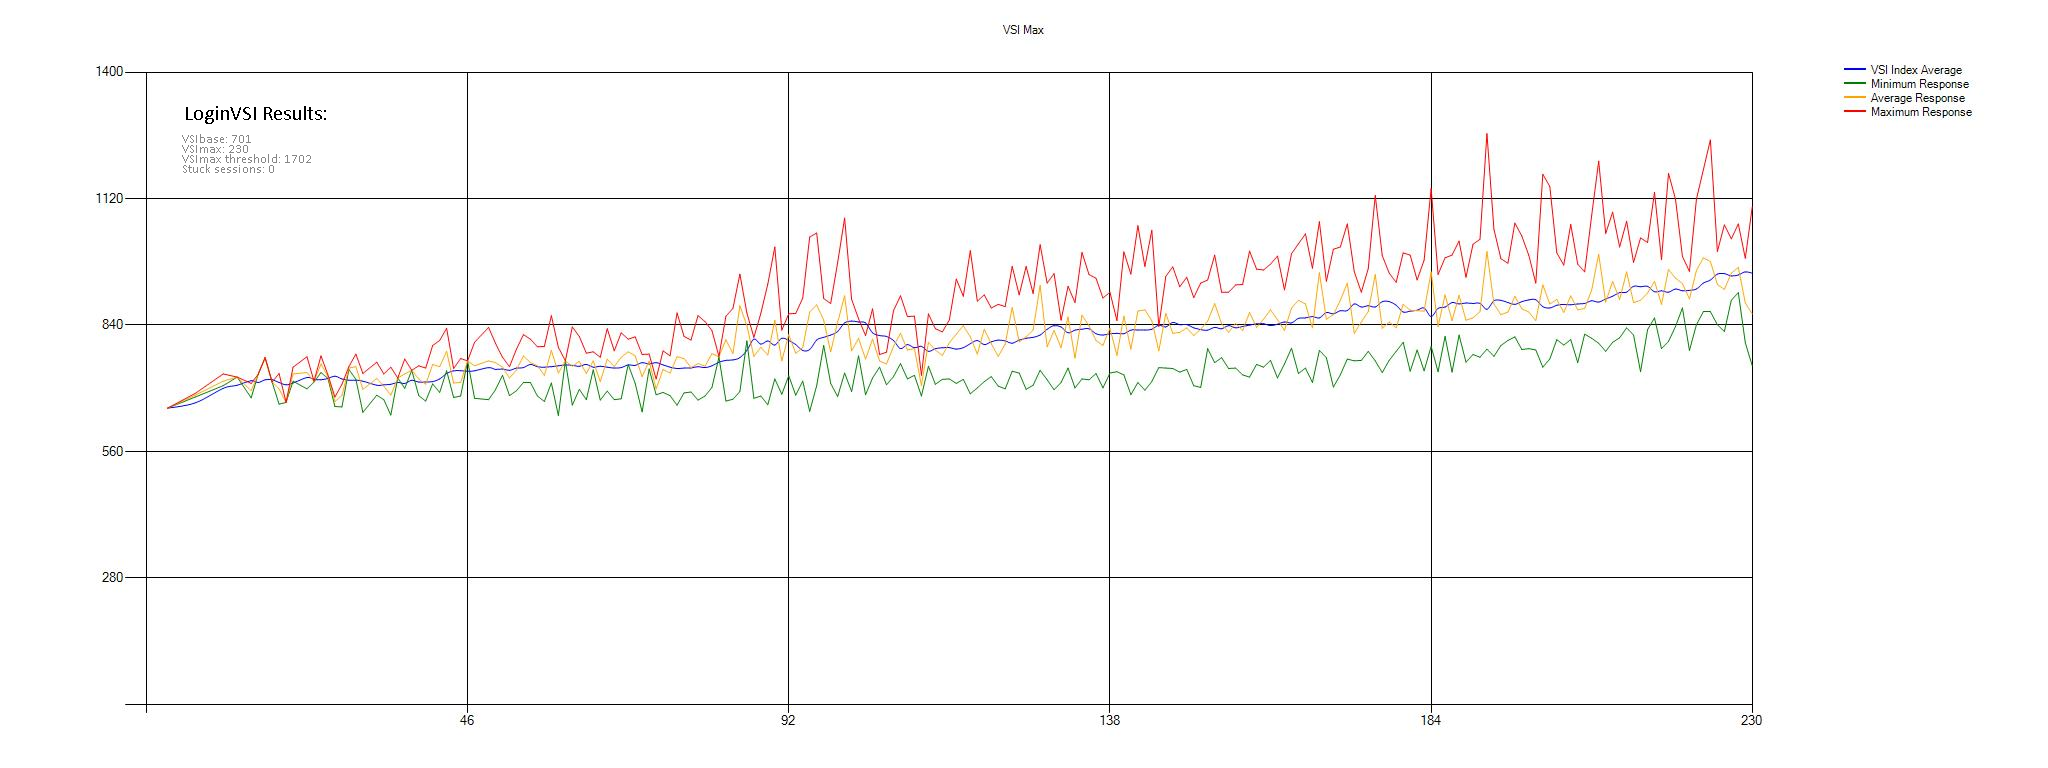 VSI Max
1400
1120
840
560
280
LoginVSI Results:
VSIbase: 701
VSImax: 230
VSImax threshold: 1702
Stuck sessions: 0
VSI Index Average
Minimum Response
Average Response
Maximum Response
46
92
138
184
230